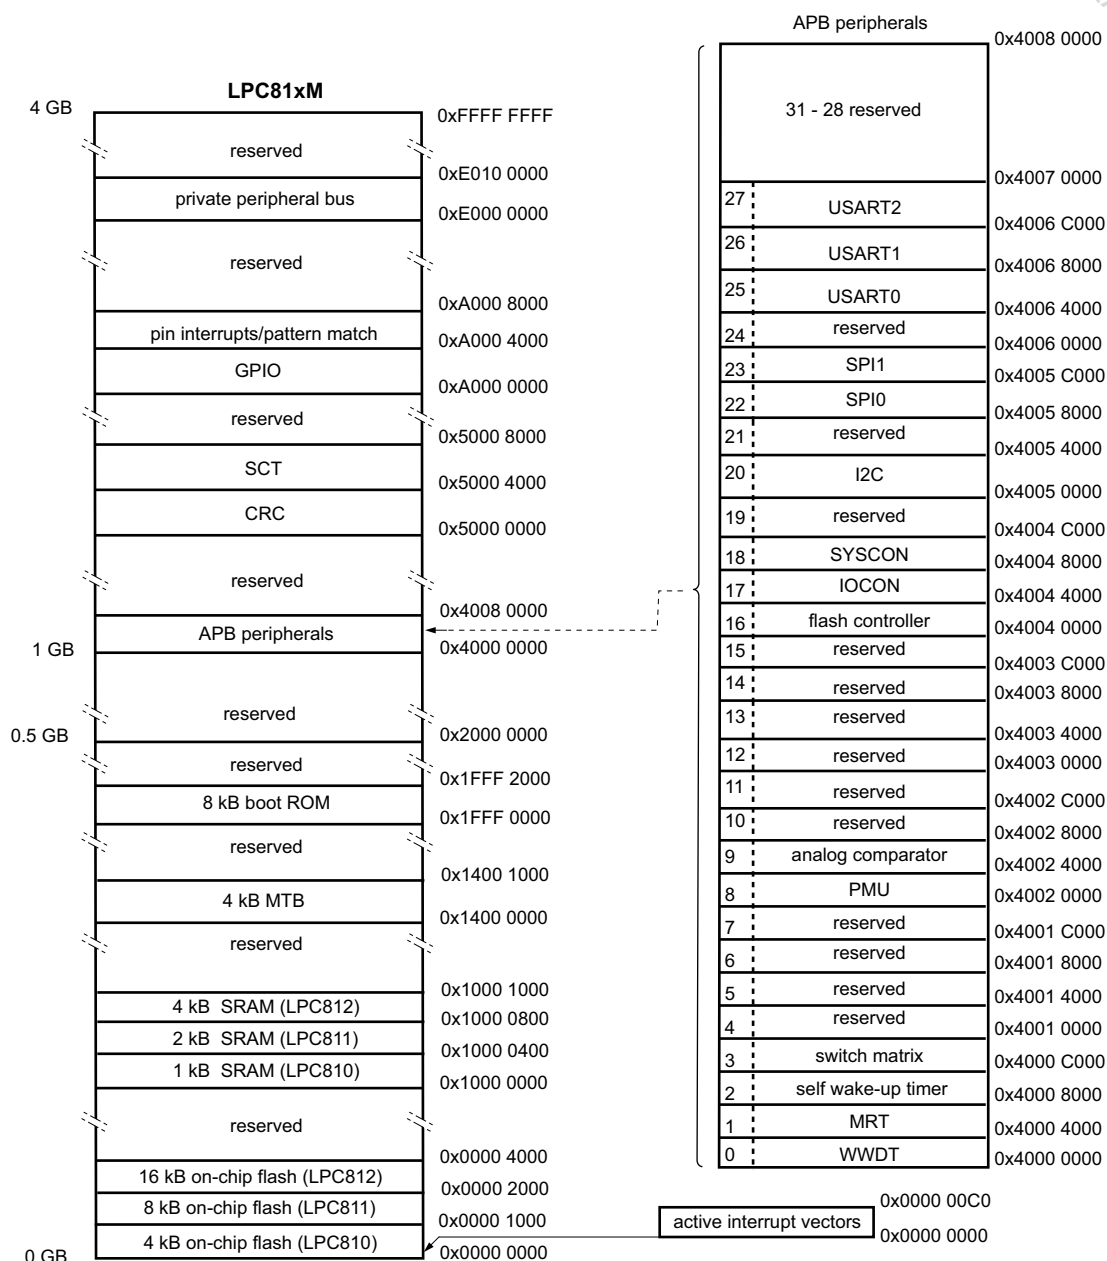 APB peripherals
0x4008 0000
LPC81xM
4 GB
0xFFFF FFFF
reserved
0xE010 0000
private peripheral bus
0xE000 0000
reserved
0xA000 8000
pin interrupts/pattern match
0xA000 4000
GPIO
0xA000 0000
reserved
0x5000 8000
SCT
0x5000 4000
CRC
0x5000 0000
reserved
0x4008 0000
APB peripherals
1 GB
0x4000 0000
reserved
0.5 GB
0x2000 0000
reserved
0x1FFF 2000
8 kB boot ROM
0x1FFF 0000
reserved
0x1400 1000
4 kB MTB
0x1400 0000
reserved
0x1000 1000
4 kB SRAM (LPC812)
0x1000 0800
2 kB SRAM (LPC811)
0x1000 0400
1 kB SRAM (LPC810)
0x1000 0000
reserved
0x0000 4000
16 kB on-chip flash (LPC812)
0x0000 2000
8 kB on-chip flash (LPC811)
0x0000 1000
4 kB on-chip flash (LPC810)
0 GB
0x0000 0000
31 - 28 reserved
0x4007 0000
27 USART2
0x4006 C000
26 USART1
0x4006 8000
25 USART0
0x4006 4000
24 reserved
0x4006 0000
23 SPI1
0x4005 C000
22 SPI0
0x4005 8000
21 reserved
0x4005 4000
20 I2C
0x4005 0000
19 reserved
0x4004 C000
18 SYSCON
0x4004 8000
17 IOCON
0x4004 4000
16 flash controller
0x4004 0000
15 reserved
0x4003 C000
14 reserved
0x4003 8000
13 reserved
0x4003 4000
12 reserved
0x4003 0000
11 reserved
0x4002 C000
10 reserved
0x4002 8000
9 analog comparator
0x4002 4000
8 PMU
0x4002 0000
7 reserved
0x4001 C000
6 reserved
0x4001 8000
5 reserved
0x4001 4000
4 reserved
0x4001 0000
3 switch matrix
0x4000 C000
2 self wake-up timer
0x4000 8000
1 MRT
0x4000 4000
0 WWDT
0x4000 0000
0x0000 00C0
active interrupt vectors
0x0000 0000